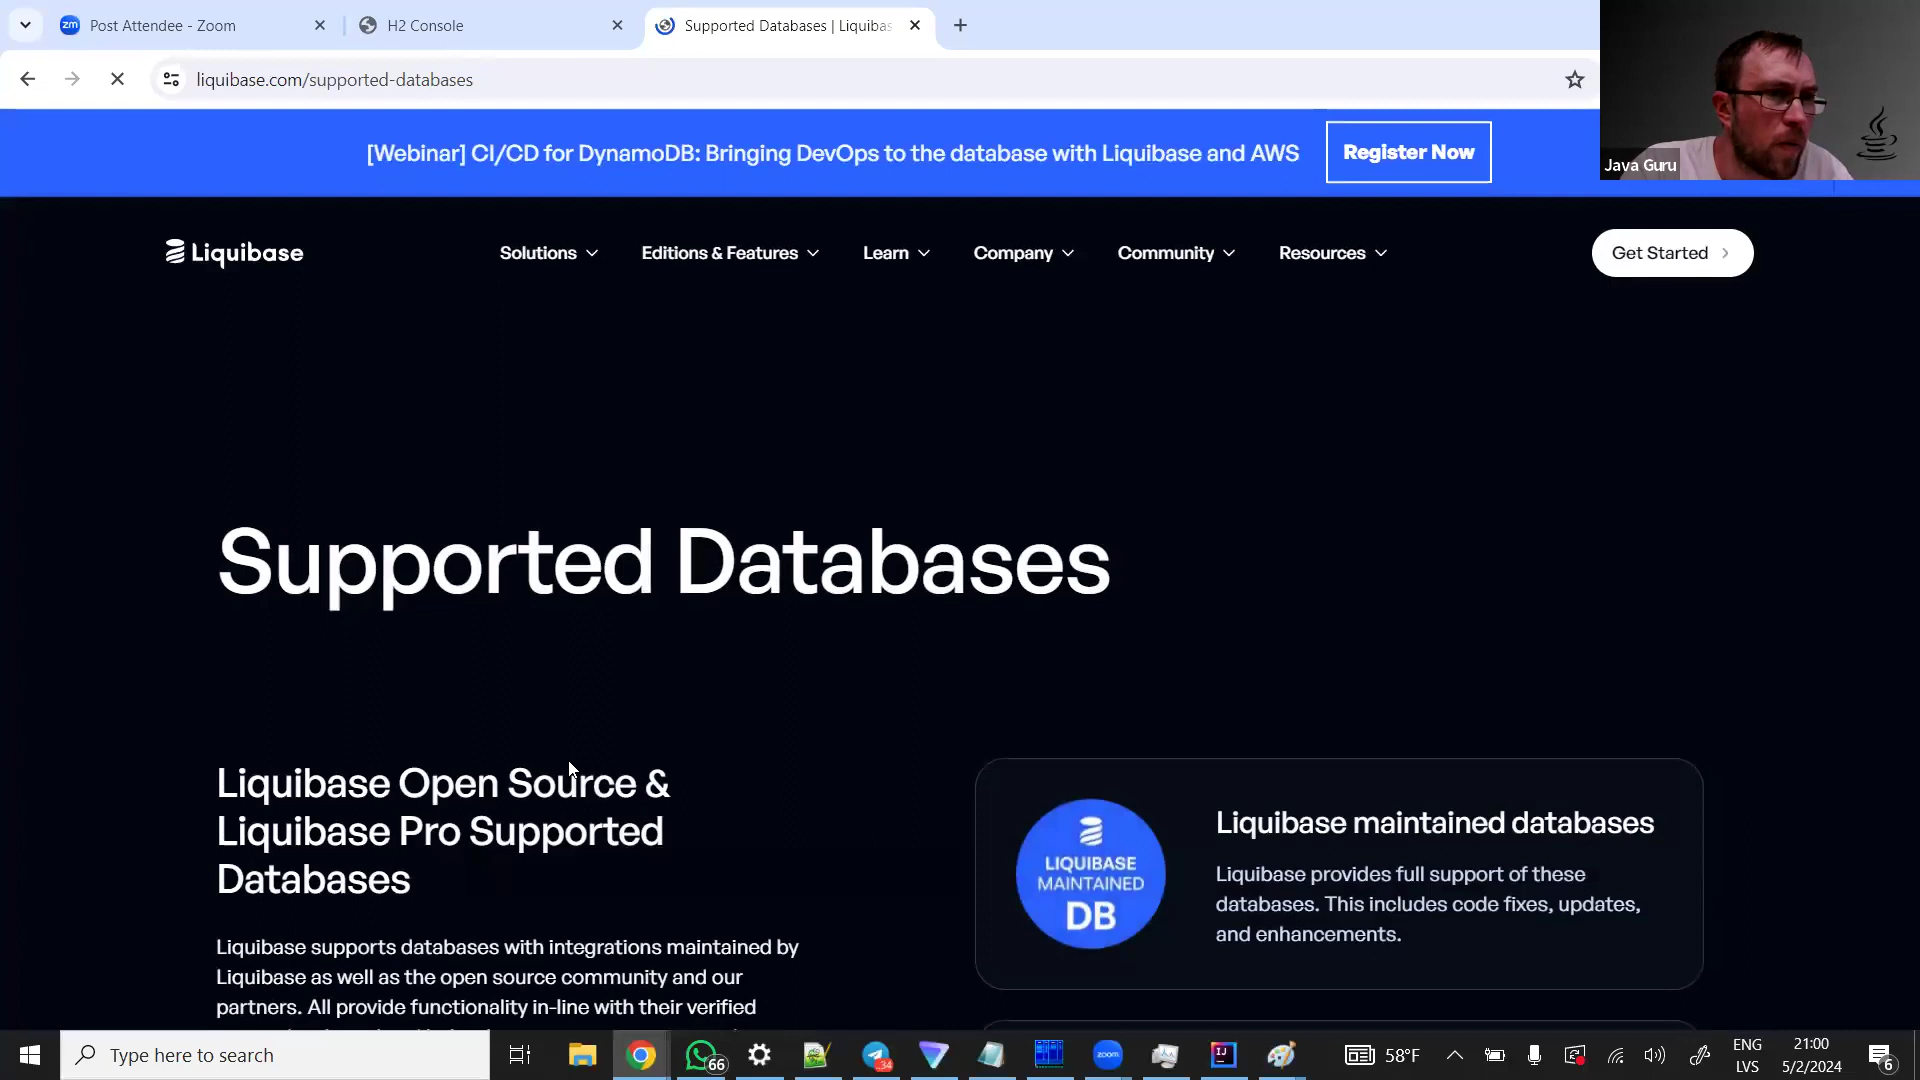 Post Attendee - Zoom
H2 Console
Supported Databases | Liquibas
liquibase.com/supported-databases
[Webinar] CI/CD for DynamoDB: Bringing DevOps to the database with Liquibase and AWS
Register Now
Java Guru
Liquibase
Solutions
Editions & Features
Learn
Company
Community
Resources
Get Started
Supported Databases
Liquibase Open Source &
Liquibase Pro Supported
Databases
Liquibase supports databases with integrations maintained by
Liquibase as well as the open source community and our
partners. All provide functionality in-line with their verified
LIQUIBASE
MAINTAINED
DB
Liquibase maintained databases
Liquibase provides full support of these
databases. This includes code fixes, updates,
and enhancements.
Type here to search
66
34
zoom
58°F
ENG
LVS
21:00
5/2/2024
6